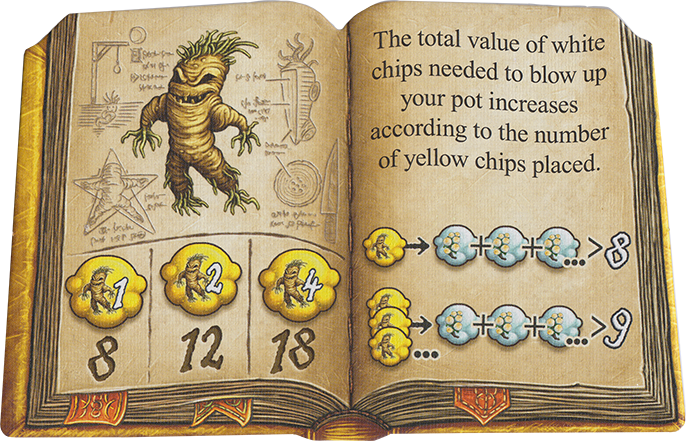 1
2
4
8
12
18
The total value of white
chips needed to blow up
your pot increases
according to the number
of yellow chips placed.
→ + + ... > 8
... → + + ... > 9